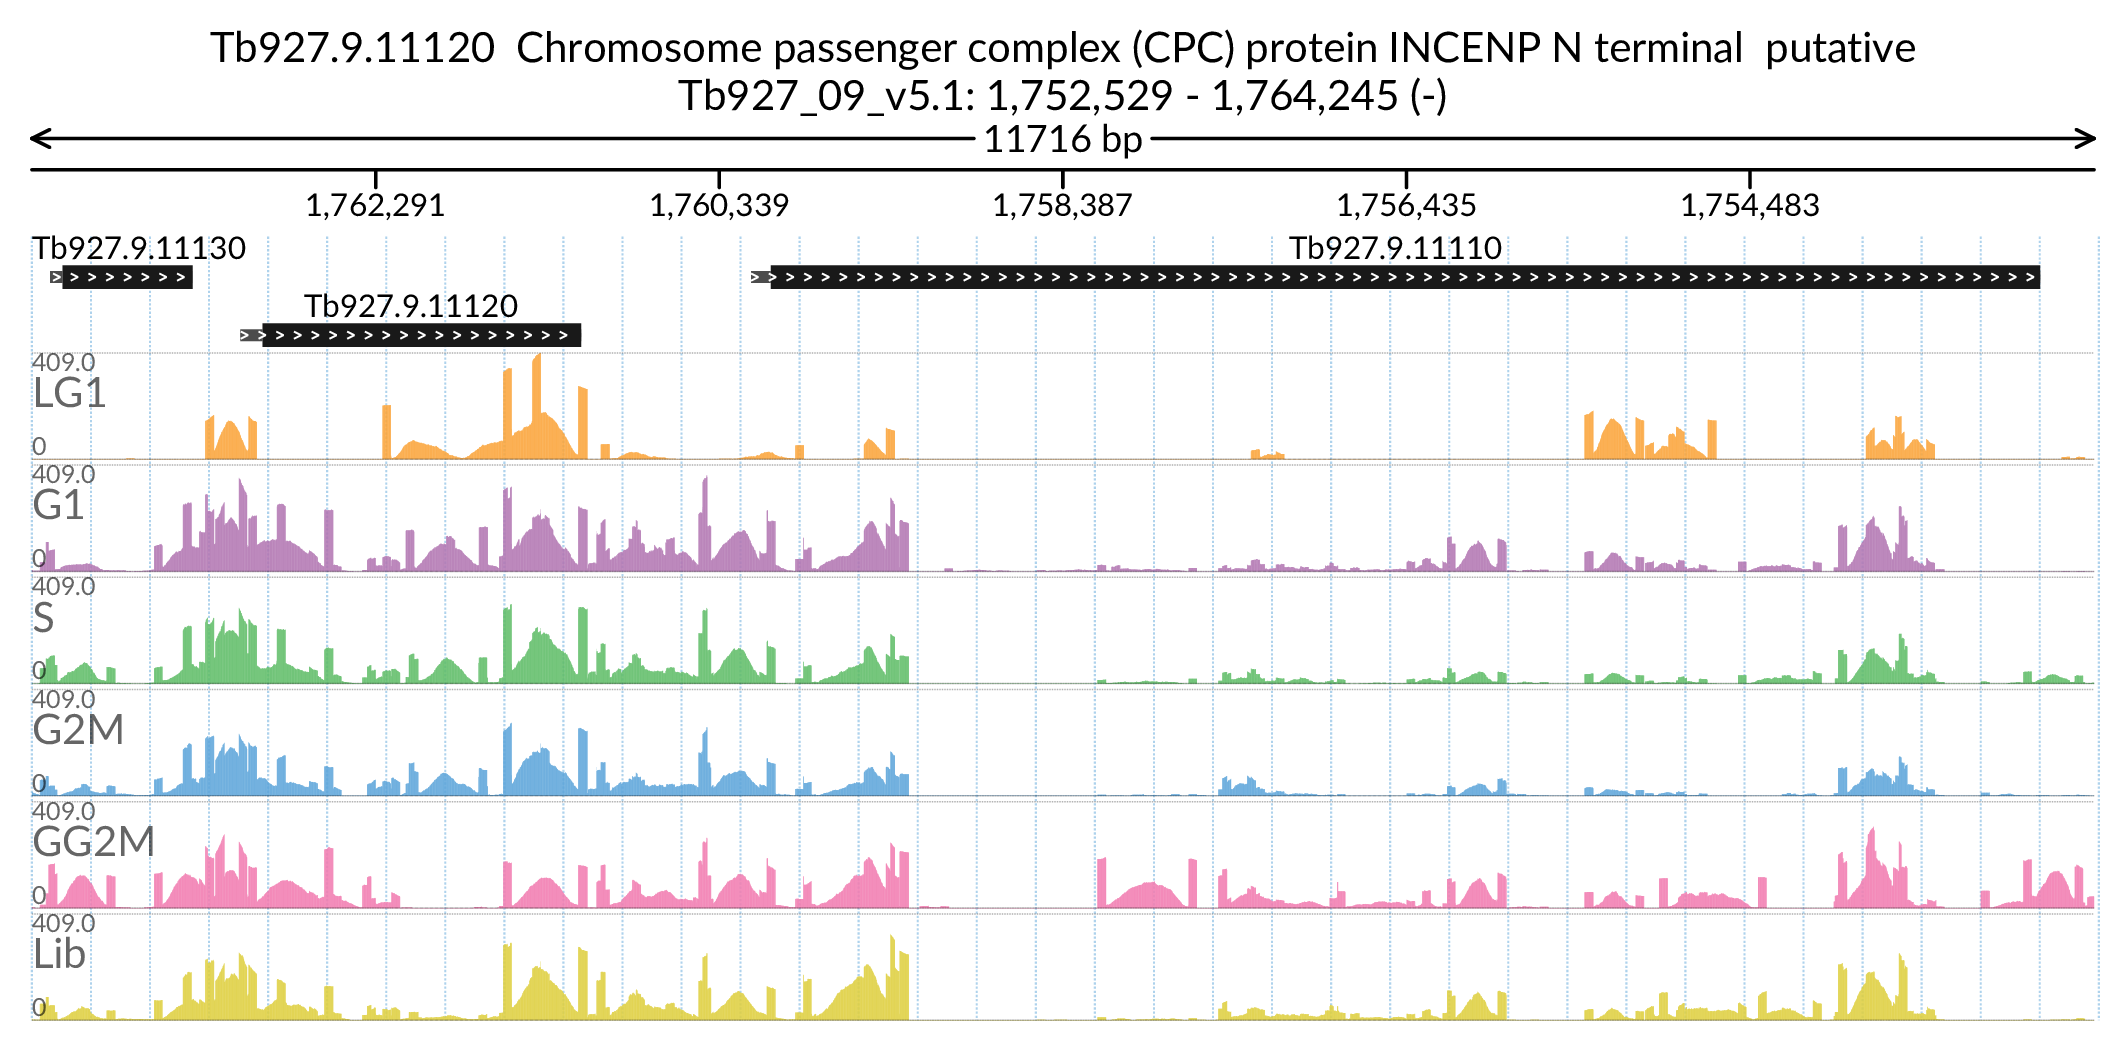 Tb927.9.11120  Chromosome passenger complex (CPC) protein INCENP N terminal  putative
Tb927_09_v5.1: 1,752,529 - 1,764,245 (-)
11716 bp
1,762,291 1,760,339 1,758,387 1,756,435 1,754,483
Tb927.9.11130 Tb927.9.11110
Tb927.9.11120
409.0
LG1
0
409.0
G1
0
409.0
S
0
409.0
G2M
0
409.0
GG2M
0
409.0
Lib
0